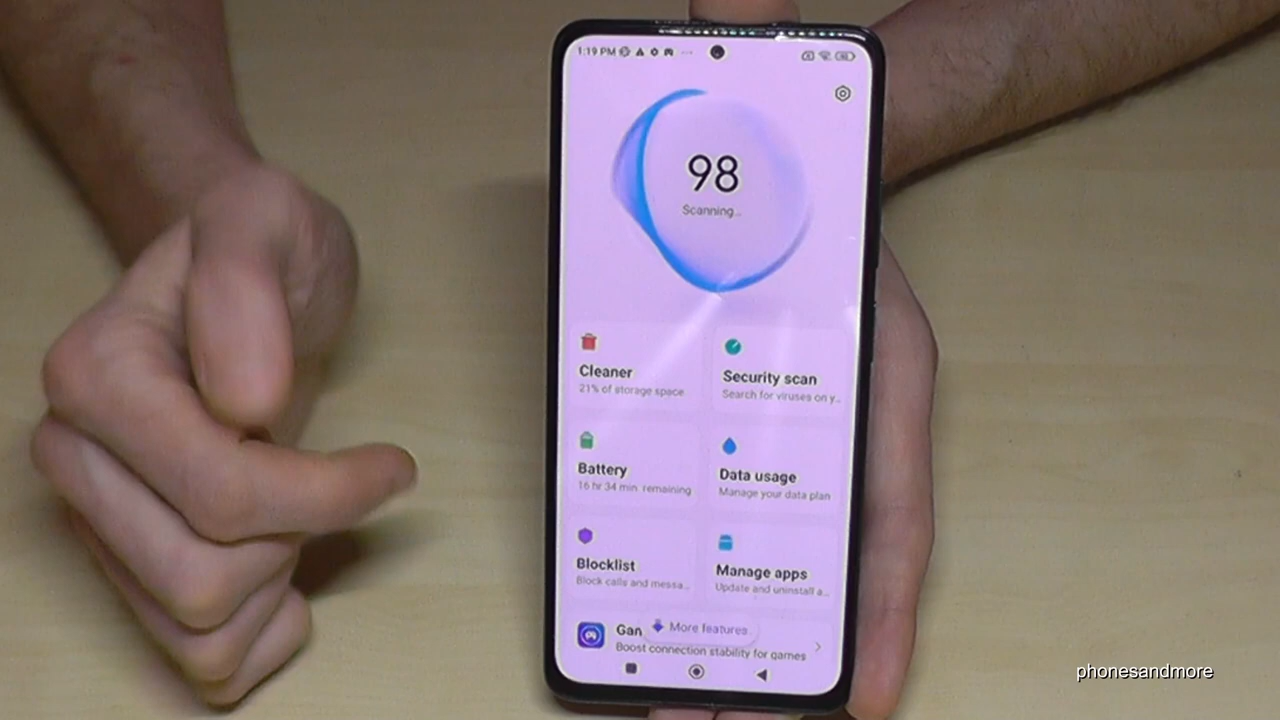 1:19 PM
98
Scanning...
Cleaner
21% of storage space
Security scan
Search for viruses on y...
Battery
16 hr 34 min remaining
Data usage
Manage your data plan
Blocklist
Block calls and messa...
Manage apps
Update and uninstall a...
Gan
More features
Boost connection stability for games
phonesandmore